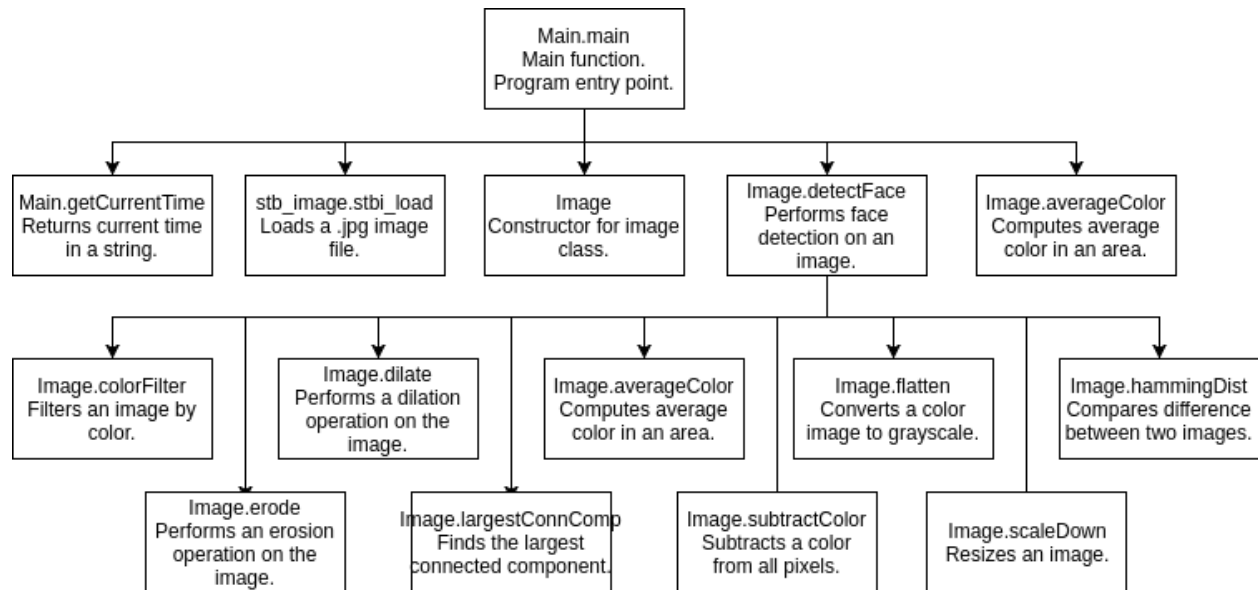 Main.main
Main function.
Program entry point.
Main.getCurrentTime
Returns current time
in a string.
stb_image.stbi_load
Loads a .jpg image
file.
Image
Constructor for image
class.
Image.detectFace
Performs face
detection on an
image.
Image.averageColor
Computes average
color in an area.
Image.colorFilter
Filters an image by
color.
Image.dilate
Performs a dilation
operation on the
image.
Image.averageColor
Computes average
color in an area.
Image.flatten
Converts a color
image to grayscale.
Image.hammingDist
Compares difference
between two images.
Image.erode
Performs an erosion
operation on the
image.
Image.largestConnComp
Finds the largest
connected component.
Image.subtractColor
Subtracts a color
from all pixels.
Image.scaleDown
Resizes an image.